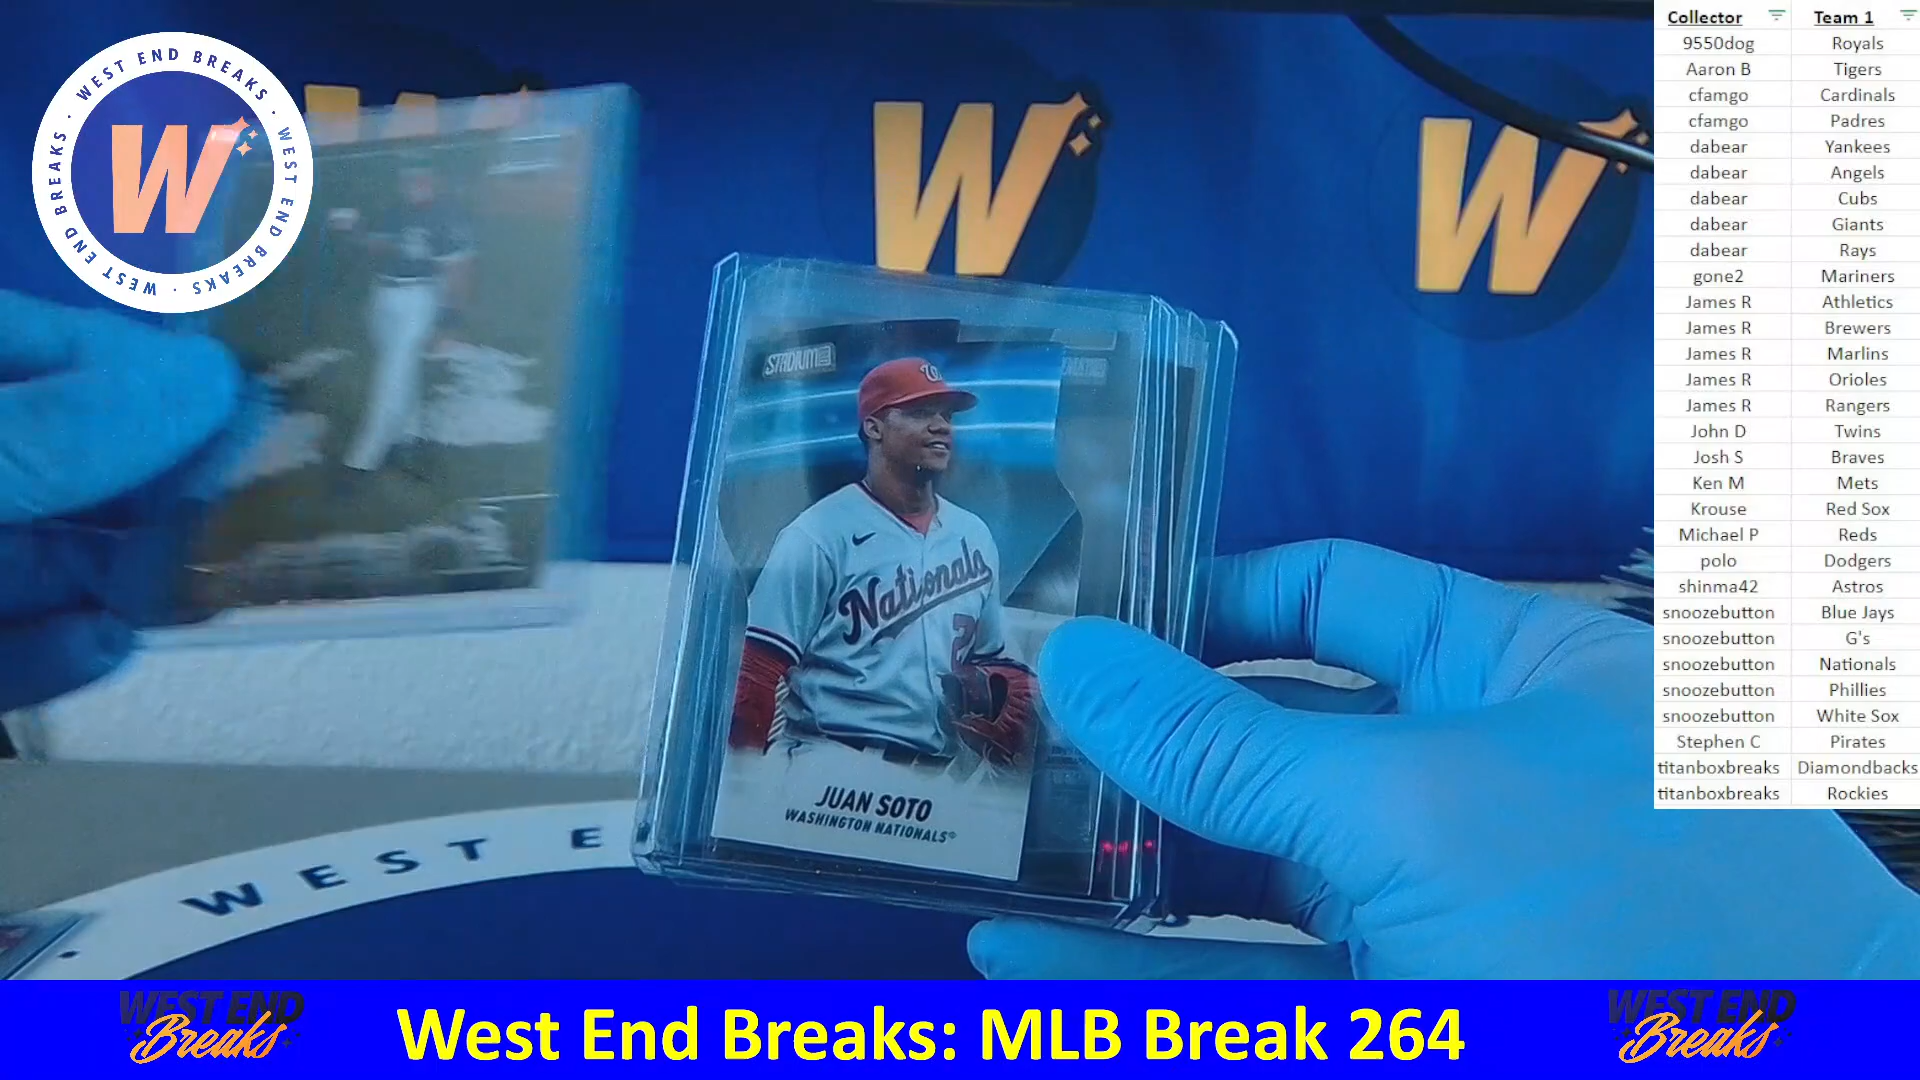 WEST END BREAKS · WEST END BREAKS · WEST END BREAKS ·
W
W
W
STADIUM
Nationals
2
JUAN SOTO
WASHINGTON NATIONALS®
WEST E
Collector Team 1
9550dog Royals
Aaron B Tigers
cfamgo Cardinals
cfamgo Padres
dabear Yankees
dabear Angels
dabear Cubs
dabear Giants
dabear Rays
gone2 Mariners
James R Athletics
James R Brewers
James R Marlins
James R Orioles
James R Rangers
John D Twins
Josh S Braves
Ken M Mets
Krouse Red Sox
Michael P Reds
polo Dodgers
shinma42 Astros
snoozebutton Blue Jays
snoozebutton G's
snoozebutton Nationals
snoozebutton Phillies
snoozebutton White Sox
Stephen C Pirates
titanboxbreaks Diamondbacks
titanboxbreaks Rockies
WEST END
Breaks
West End Breaks: MLB Break 264
WEST END
Breaks